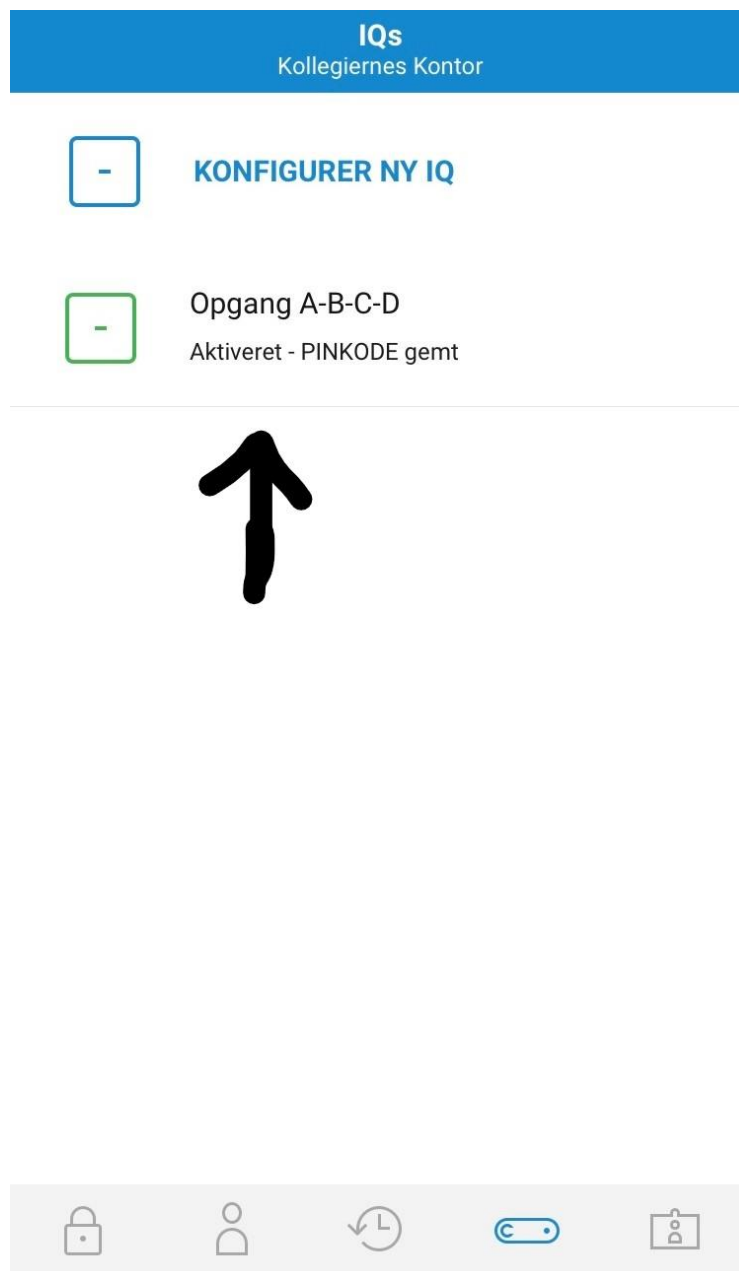 IQs
Kollegiernes Kontor
KONFIGURER NY IQ
Opgang A-B-C-D
Aktiveret - PINKODE gemt